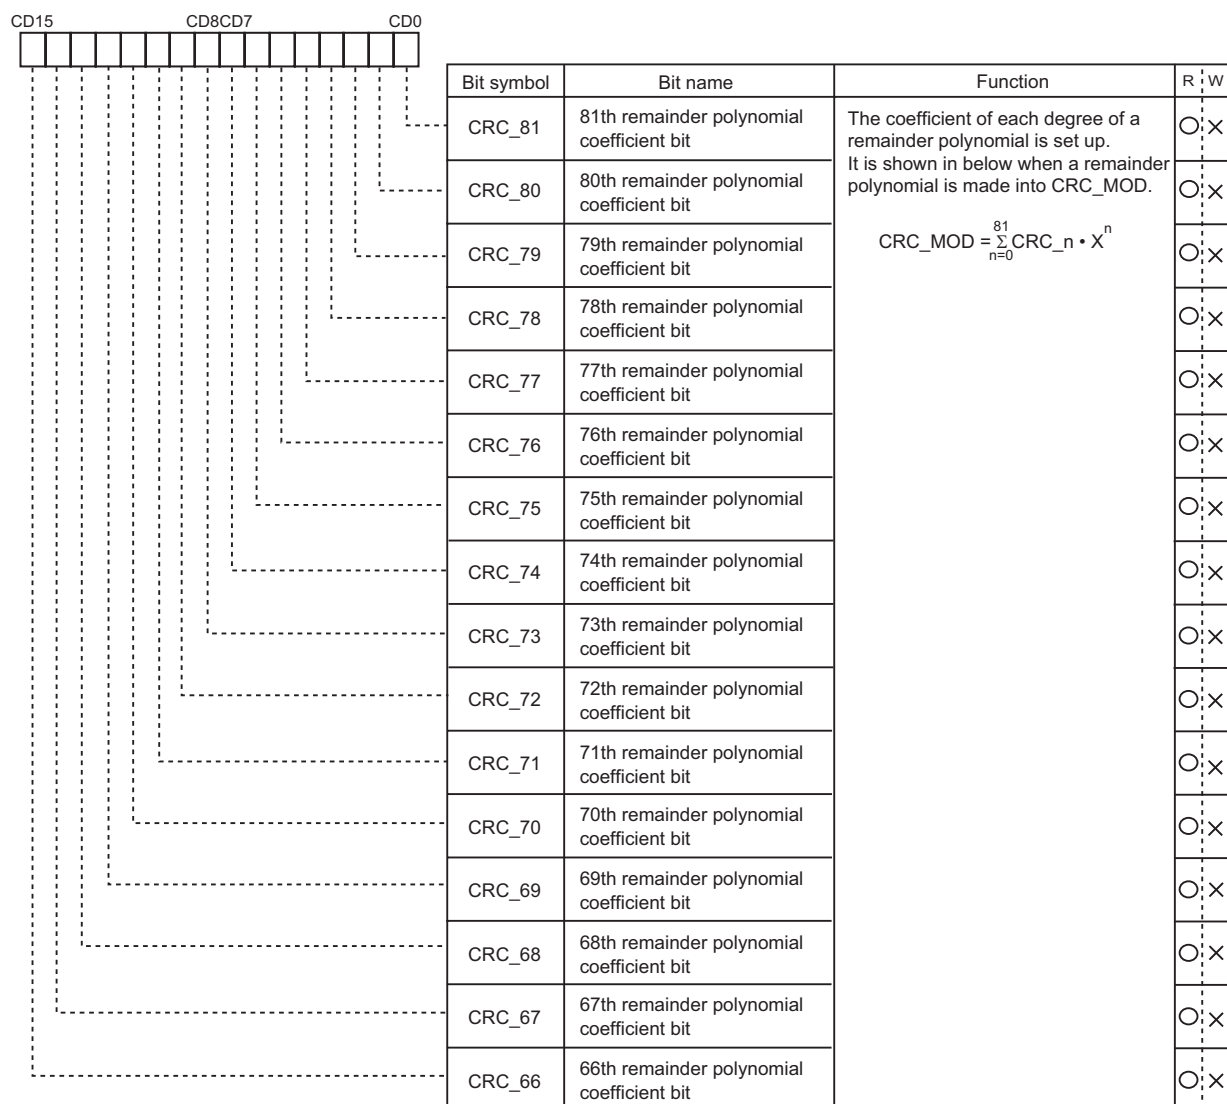 CD15 CD8CD7 CD0
Bit symbol Bit name Function R W
CRC_81 81th remainder polynomial
coefficient bit
The coefficient of each degree of a
remainder polynomial is set up.
It is shown in below when a remainder
polynomial is made into CRC_MOD.
CRC_MOD = 81 Σ n=0 CRC_n • X^n
○ ×
CRC_80 80th remainder polynomial
coefficient bit
○ ×
CRC_79 79th remainder polynomial
coefficient bit
○ ×
CRC_78 78th remainder polynomial
coefficient bit
○ ×
CRC_77 77th remainder polynomial
coefficient bit
○ ×
CRC_76 76th remainder polynomial
coefficient bit
○ ×
CRC_75 75th remainder polynomial
coefficient bit
○ ×
CRC_74 74th remainder polynomial
coefficient bit
○ ×
CRC_73 73th remainder polynomial
coefficient bit
○ ×
CRC_72 72th remainder polynomial
coefficient bit
○ ×
CRC_71 71th remainder polynomial
coefficient bit
○ ×
CRC_70 70th remainder polynomial
coefficient bit
○ ×
CRC_69 69th remainder polynomial
coefficient bit
○ ×
CRC_68 68th remainder polynomial
coefficient bit
○ ×
CRC_67 67th remainder polynomial
coefficient bit
○ ×
CRC_66 66th remainder polynomial
coefficient bit
○ ×